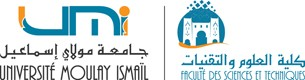 umi
جامعة مولاي إسماعيل
UNIVERSITÉ MOULAY ISMAÏL
كلية العلوم والتقنيات
FACULTÉ DES SCIENCES ET TECHNIQUES